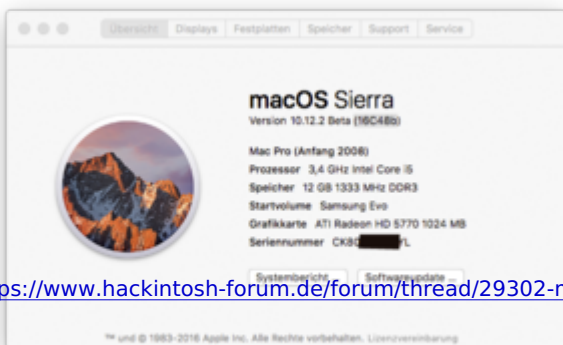 Übersicht Displays Festplatten Speicher Support Service
macOS Sierra
Version 10.12.2 Beta (16C48b)
Mac Pro (Anfang 2008)
Prozessor 3,4 GHz Intel Core i5
Speicher 12 GB 1333 MHz DDR3
Startvolume Samsung Evo
Grafikkarte ATI Radeon HD 5770 1024 MB
Seriennummer CK80 YL
Systembericht ... Softwareupdate ...
ps://www.hackintosh-forum.de/forum/thread/29302-
™ und © 1983-2016 Apple Inc. Alle Rechte vorbehalten. Lizenzvereinbarung